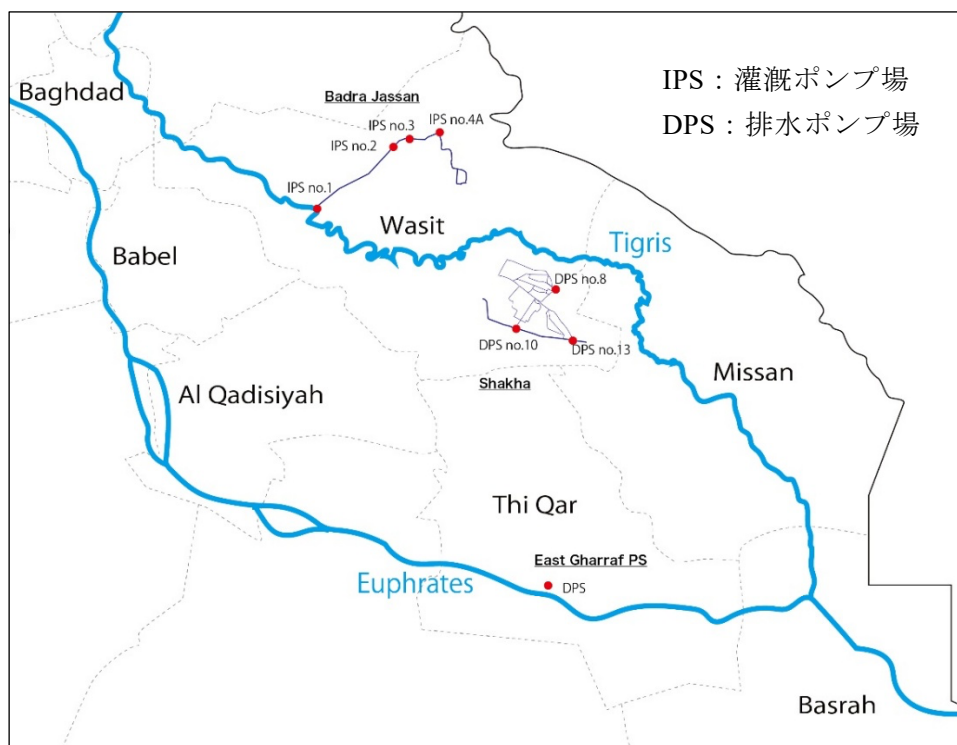 IPS：灌漑ポンプ場
DPS：排水ポンプ場
Baghdad
Badra Jassan
IPS no.4A
IPS no.3
IPS no.2
IPS no.1
Wasit
Tigris
Babel
DPS no.8
DPS no.10
DPS no.13
Shakha
Missan
Al Qadisiyah
Thi Qar
East Gharraf PS
DPS
Euphrates
Basrah